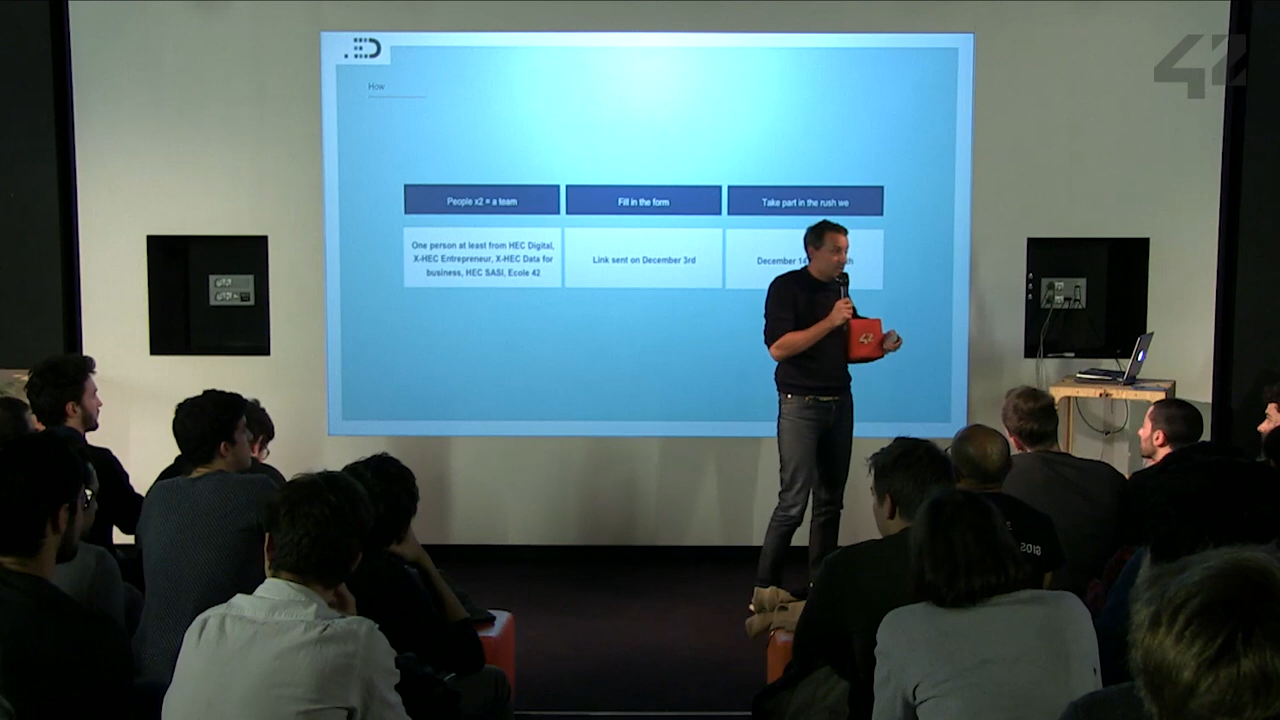 42
How
People x2 = a team
Fill in the form
Take part in the rush we
One person at least from HEC Digital,
X-HEC Entrepreneur, X-HEC Data for
business, HEC SASI, Ecole 42
Link sent on December 3rd
December 14
th
42